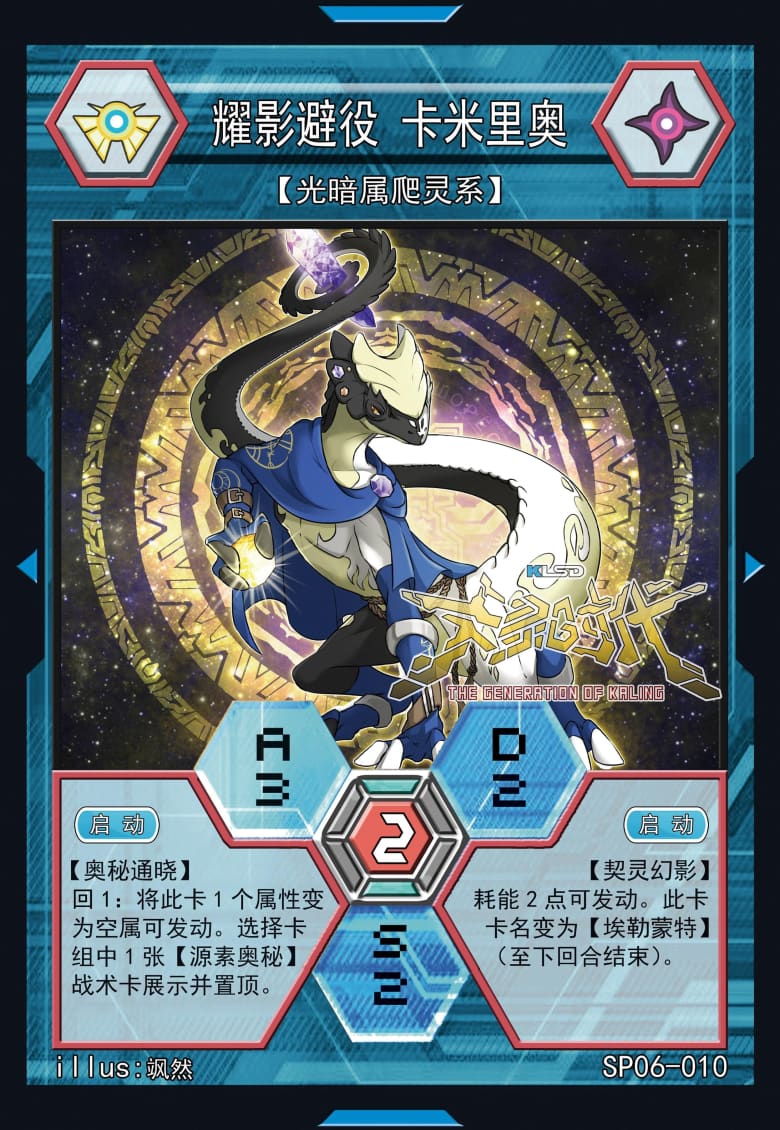 耀影避役 卡米里奥
【光暗属爬灵系】
KLSD
卡灵时代
THE GENERATION OF KALING
A
3
D
2
2
S
2
启动
【奥秘通晓】
回1：将此卡1个属性变
为空属可发动。选择卡
组中1张【源素奥秘】
战术卡展示并置顶。
启动
【契灵幻影】
耗能2点可发动。此卡
卡名变为【埃勒蒙特】
（至下回合结束）。
illus:飒然
SP06-010